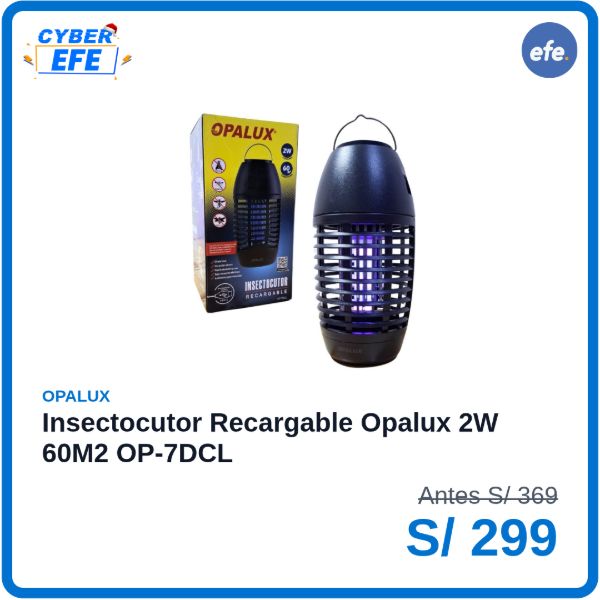 CYBER
EFE
efe.
OPALUX
2W
60
OPALUX
INSECTOCUTOR
RECARGABLE
OPALUX
Insectocutor Recargable Opalux 2W
60M2 OP-7DCL
Antes S/ 369
S/ 299